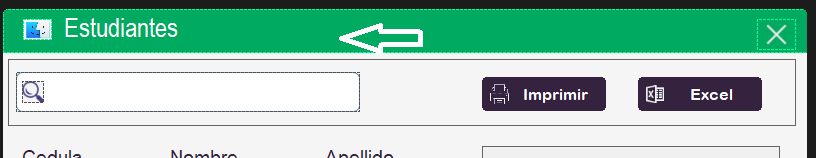 Estudiantes
Imprimir Excel
Cedula Nombre Apellido